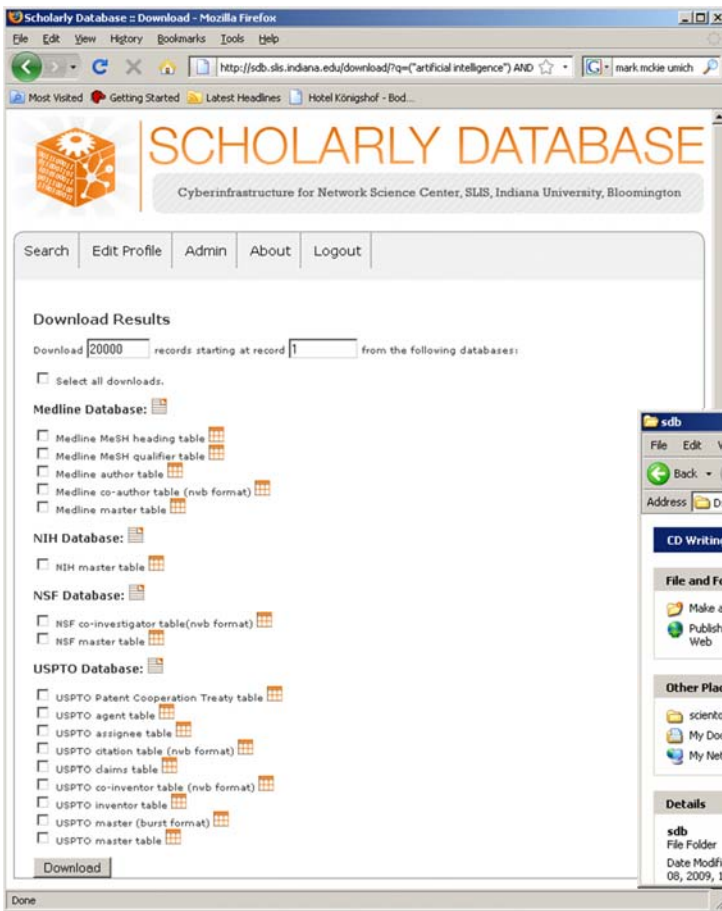 Scholarly Database :: Download - Mozilla Firefox
File Edit View History Bookmarks Tools Help
http://sdb.slis.indiana.edu/download/?q=("artificial intelligence") AND
mark mckie umich
Most Visited Getting Started Latest Headlines Hotel Königshof - Bod...
SCHOLARLY DATABASE
Cyberinfrastructure for Network Science Center, SLIS, Indiana University, Bloomington
Search Edit Profile Admin About Logout
Download Results
Download 20000 records starting at record 1 from the following databases:
Select all downloads.
Medline Database:
Medline MeSH heading table
Medline MeSH qualifier table
Medline author table
Medline co-author table (nwb format)
Medline master table
NIH Database:
NIH master table
NSF Database:
NSF co-investigator table(nwb format)
NSF master table
USPTO Database:
USPTO Patent Cooperation Treaty table
USPTO agent table
USPTO assignee table
USPTO citation table (nwb format)
USPTO claims table
USPTO co-inventor table (nwb format)
USPTO inventor table
USPTO master (burst format)
USPTO master table
Download
Done
sdb
File Edit V
Back
Address D
CD Writing
File and Fo
Make a
Publish
Web
Other Plac
sciento
My Doc
My Net
Details
sdb
File Folder
Date Modifi
08, 2009, 1